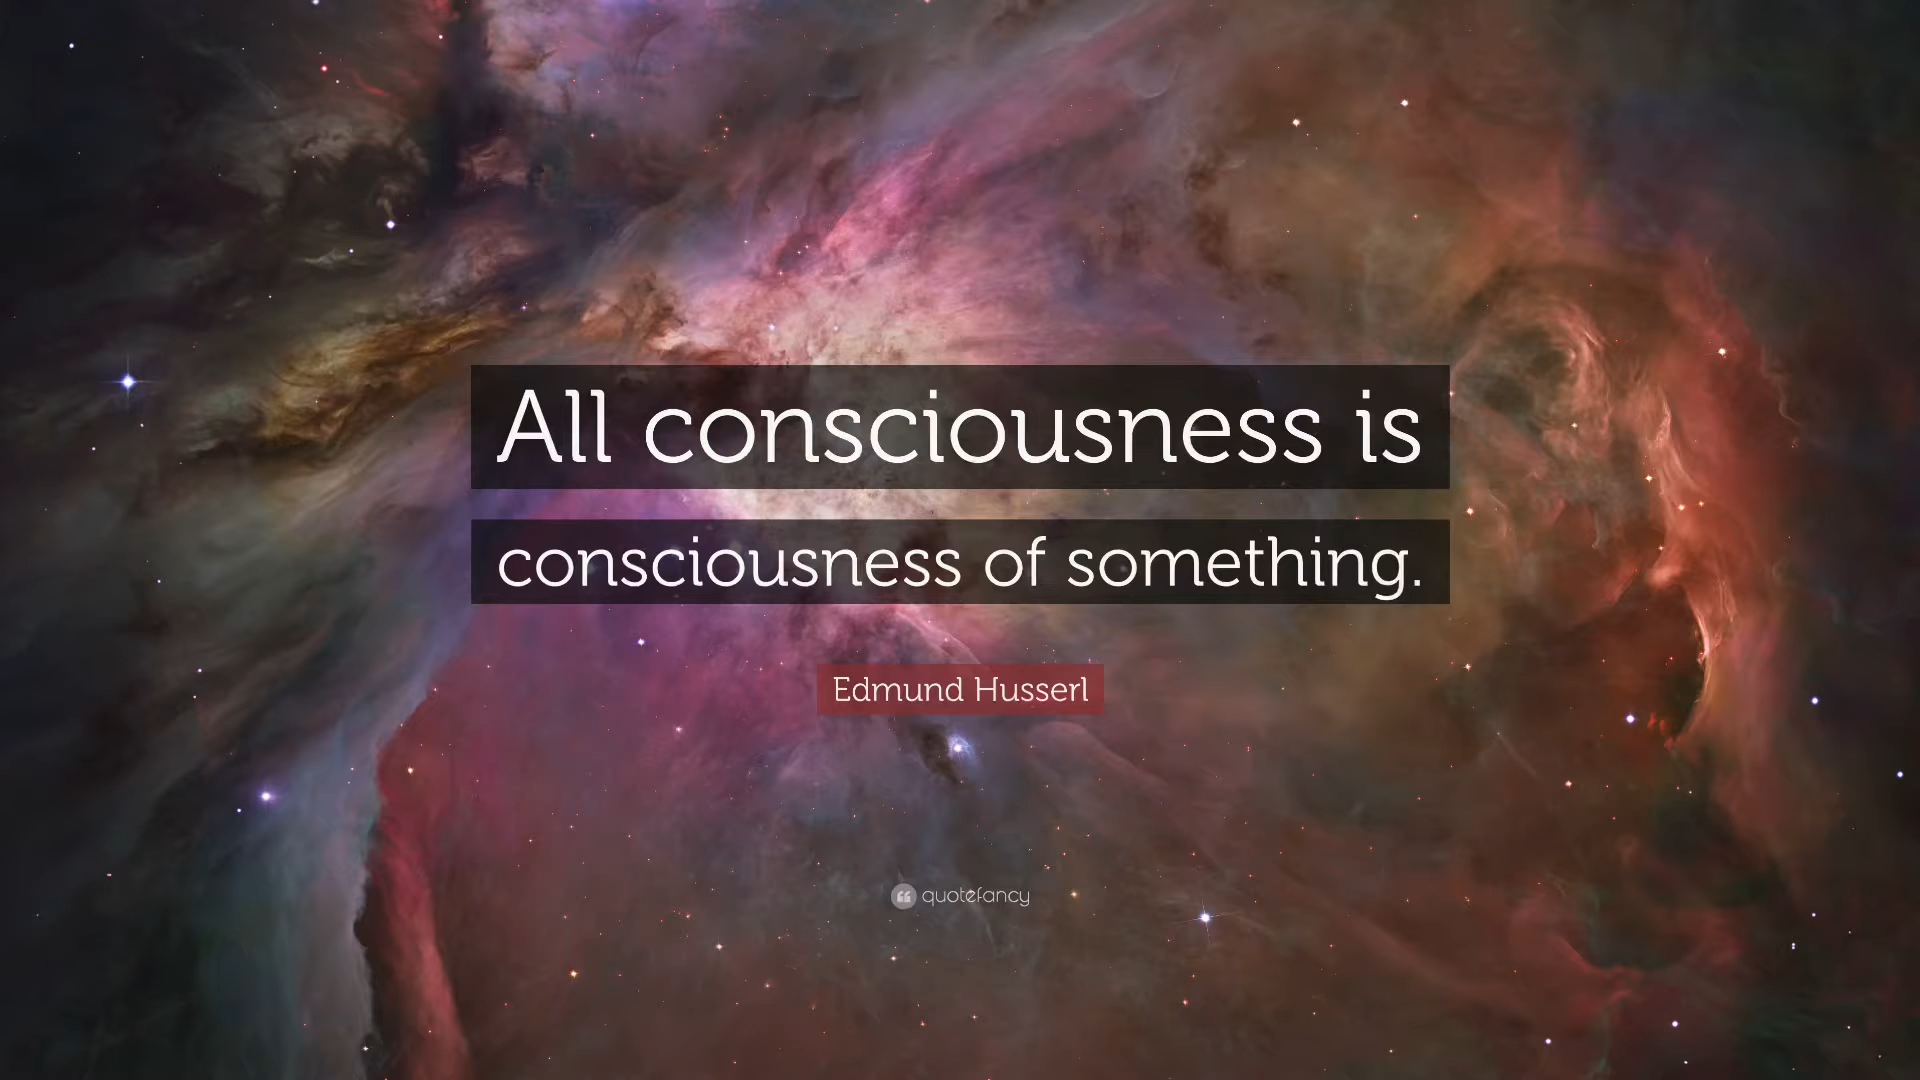 All consciousness is
consciousness of something.
Edmund Husserl
quotefancy